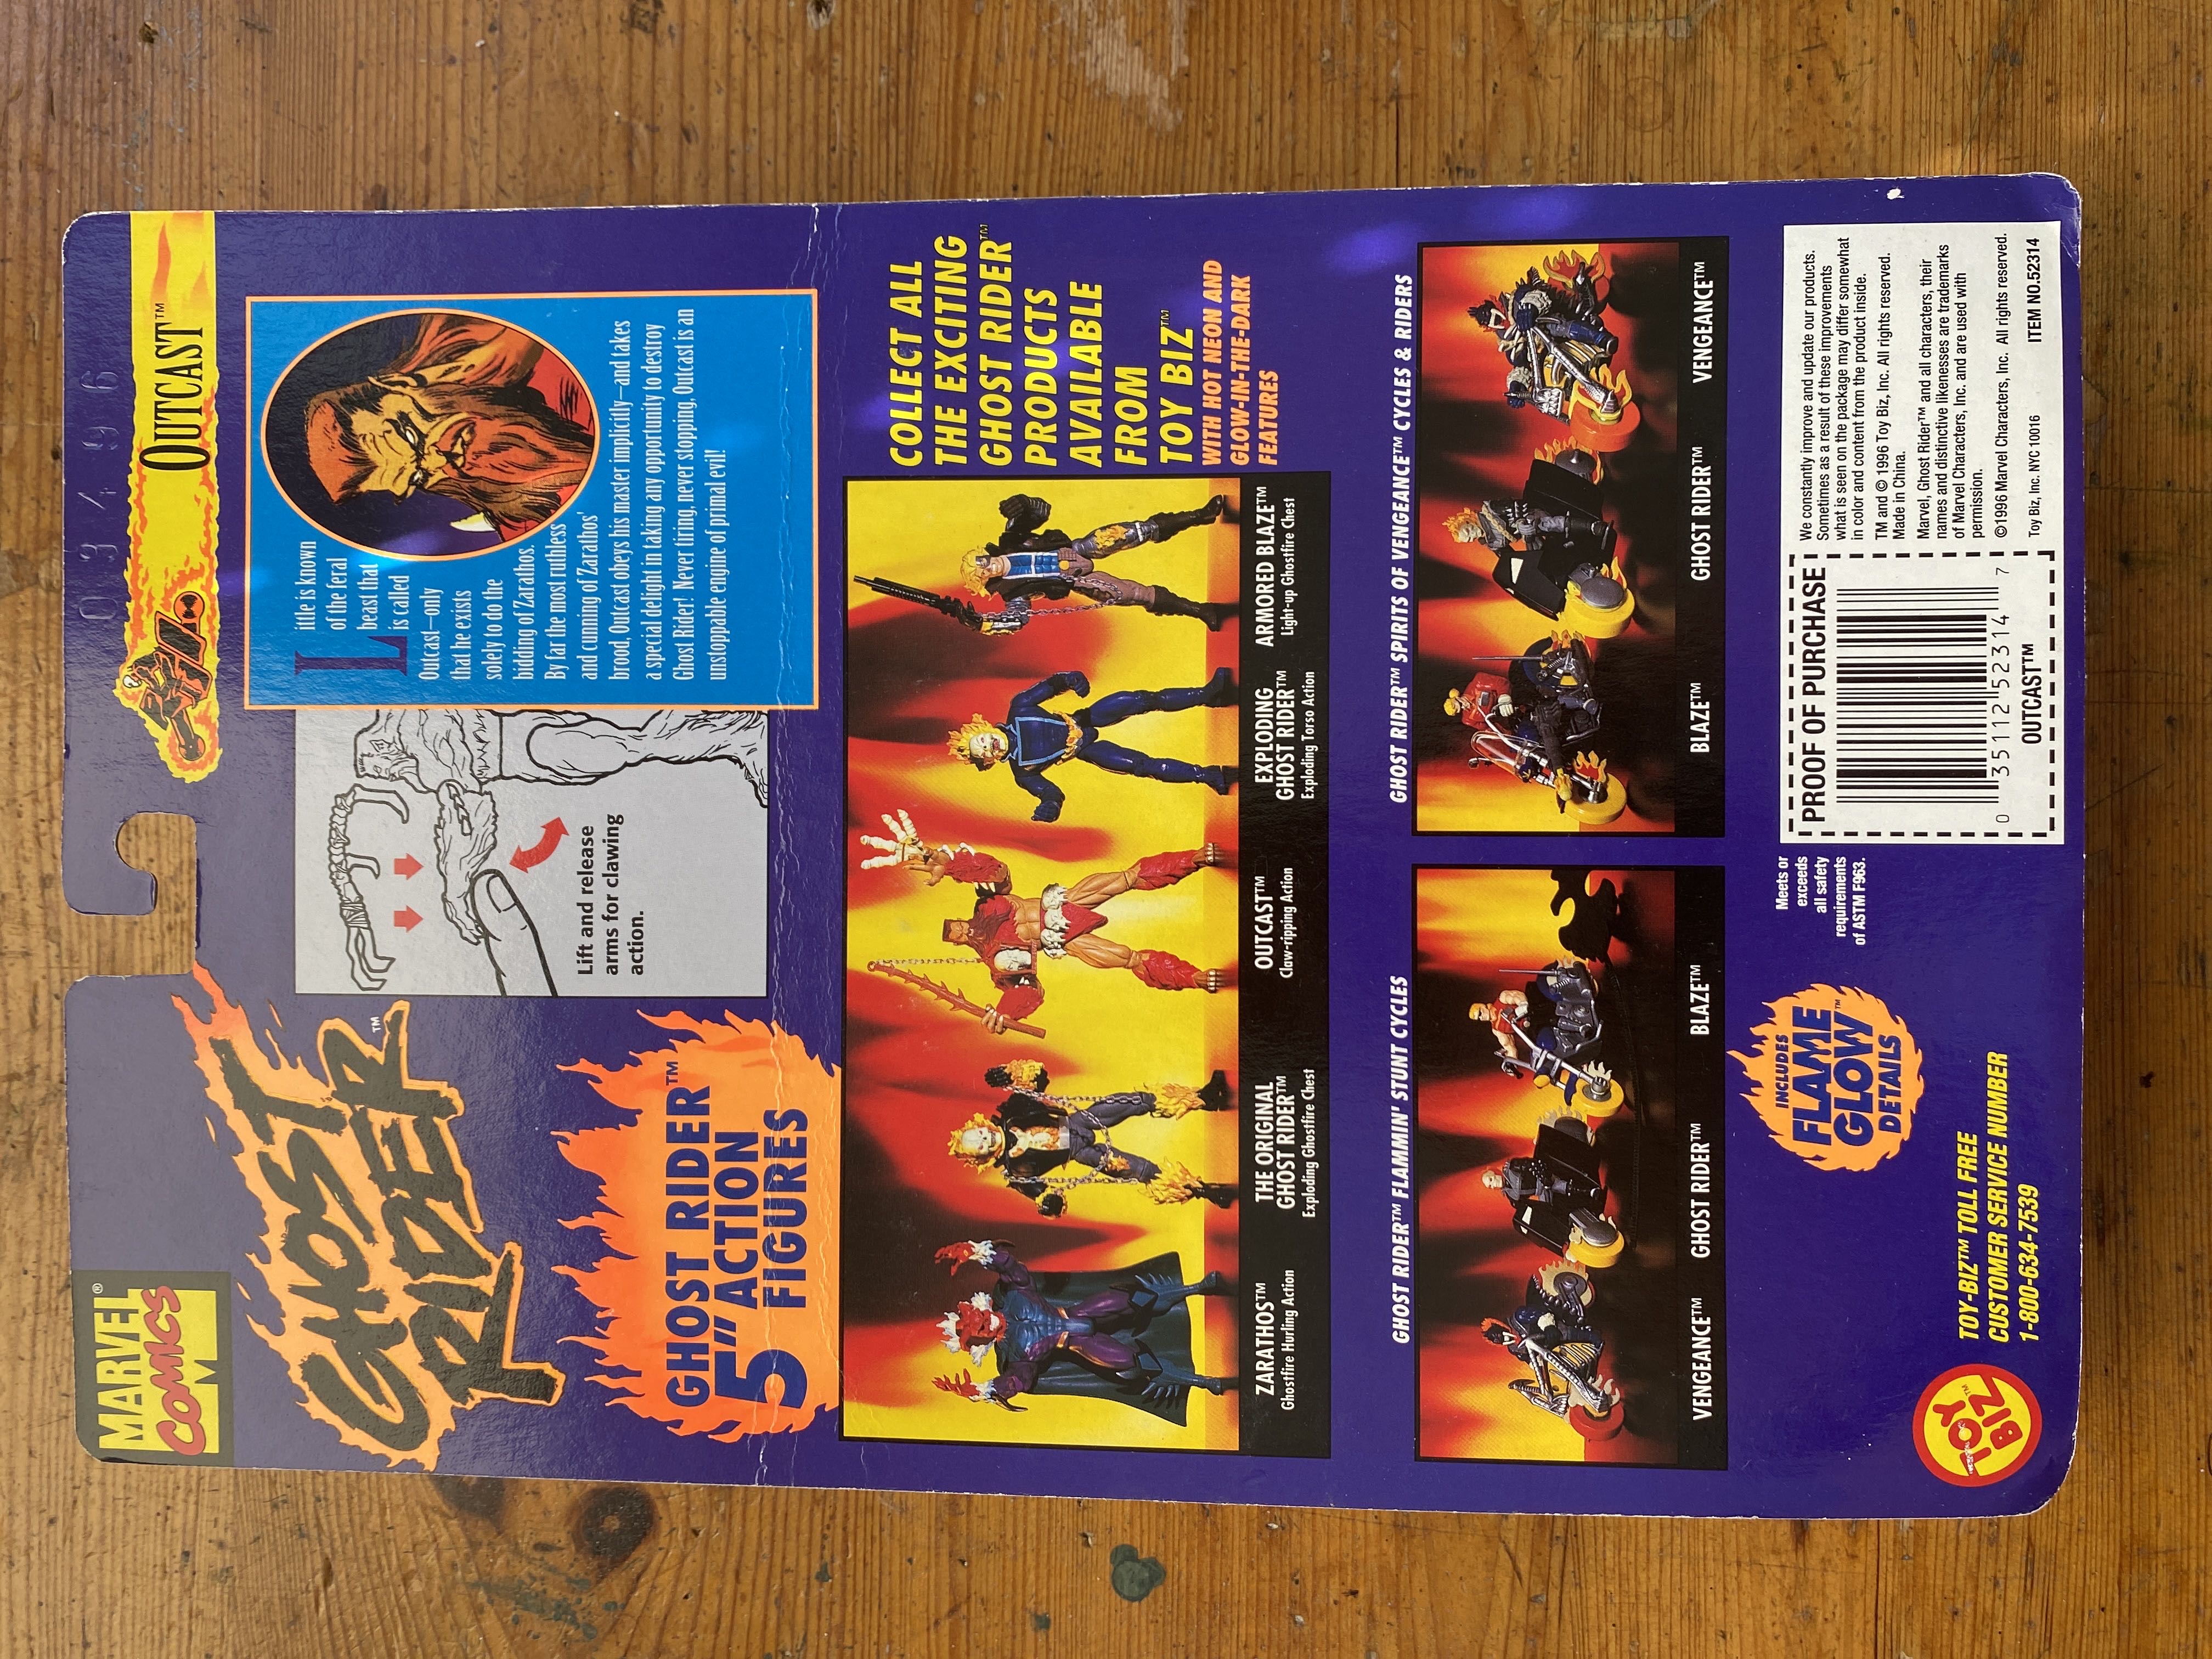 MARVEL®
COMICS
GHOST
RIDER™
OUTCAST™
Lift and release
arms for clawing
action.
Little is known
of the feral
beast that
is called
Outcast—only
that he exists
solely to do the
bidding of Zarathos.
By far the most ruthless
and cunning of Zarathos'
brood, Outcast obeys his master implicitly—and takes
a special delight in taking any opportunity to destroy
Ghost Rider! Never tiring, never stopping, Outcast is an
unstoppable engine of primal evil!
GHOST RIDER™
5" ACTION
FIGURES
ZARATHOS™
Ghostfire Hurling Action
THE ORIGINAL
GHOST RIDER™
Exploding Ghostfire Chest
OUTCAST™
Claw-ripping Action
EXPLODING
GHOST RIDER™
Exploding Torso Action
ARMORED BLAZE™
Light-up Ghostfire Chest
COLLECT ALL
THE EXCITING
GHOST RIDER™
PRODUCTS
AVAILABLE
FROM
TOY BIZ™
WITH HOT NEON AND
GLOW-IN-THE-DARK
FEATURES
GHOST RIDER™ FLAMMIN' STUNT CYCLES
VENGEANCE™
GHOST RIDER™
BLAZE™
GHOST RIDER™ SPIRITS OF VENGEANCE™ CYCLES & RIDERS
BLAZE™
GHOST RIDER™
VENGEANCE™
INCLUDES
FLAME
GLOW™
DETAILS
Meets or
exceeds
all safety
requirements
of ASTM F963.
TOY BIZ™
TOY-BIZ™ TOLL FREE
CUSTOMER SERVICE NUMBER
1-800-634-7539
PROOF OF PURCHASE
0 35112 52314 7
OUTCAST™
We constantly improve and update our products.
Sometimes as a result of these improvements
what is seen on the package may differ somewhat
in color and content from the product inside.
TM and © 1996 Toy Biz, Inc. All rights reserved.
Made in China.
Marvel, Ghost Rider™ and all characters, their
names and distinctive likenesses are trademarks
of Marvel Characters, Inc. and are used with
permission.
©1996 Marvel Characters, Inc. All rights reserved.
Toy Biz, Inc. NYC 10016 ITEM NO.52314